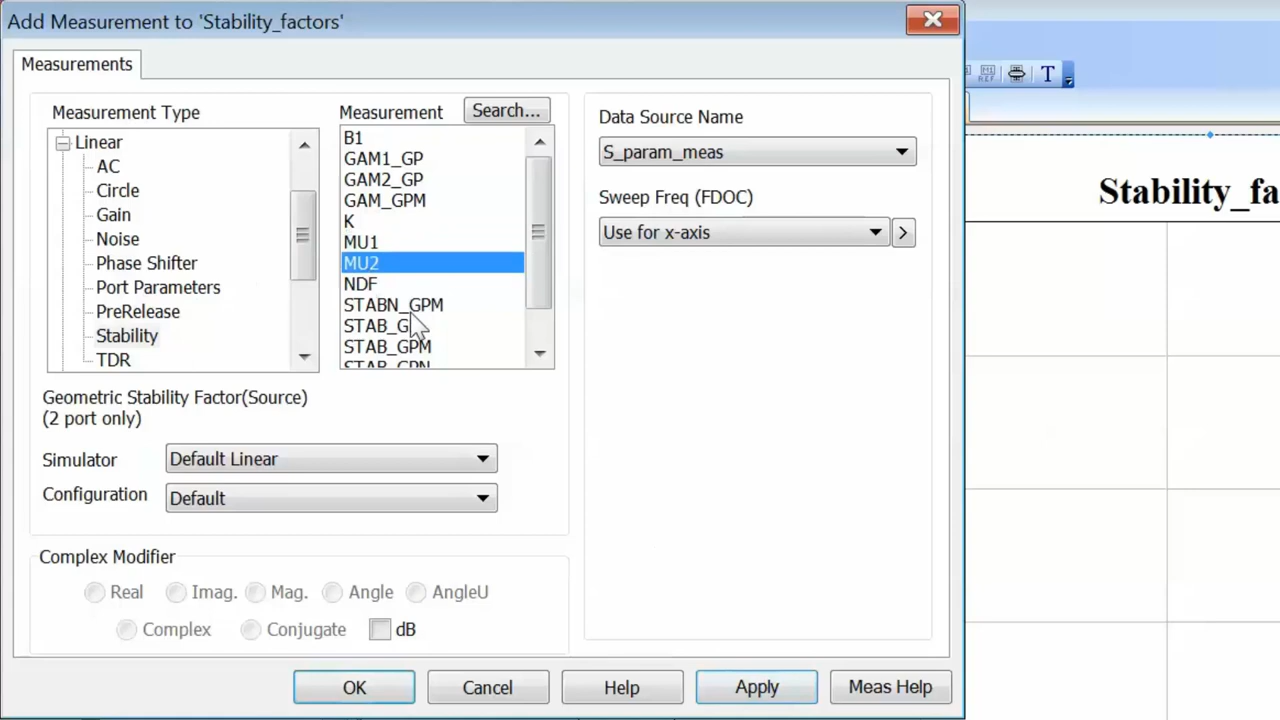 Add Measurement to 'Stability_factors'
Measurements
Measurement Type
Linear
AC
Circle
Gain
Noise
Phase Shifter
Port Parameters
PreRelease
Stability
TDR
Measurement
Search...
B1
GAM1_GP
GAM2_GP
GAM_GPM
K
MU1
MU2
NDF
STABN_GPM
STAB_G
STAB_GPM
Geometric Stability Factor(Source)
(2 port only)
Simulator
Default Linear
Configuration
Default
Complex Modifier
Real
Imag.
Mag.
Angle
AngleU
Complex
Conjugate
dB
Data Source Name
S_param_meas
Sweep Freq (FDOC)
Use for x-axis
>
OK
Cancel
Help
Apply
Meas Help
T
Stability_fa